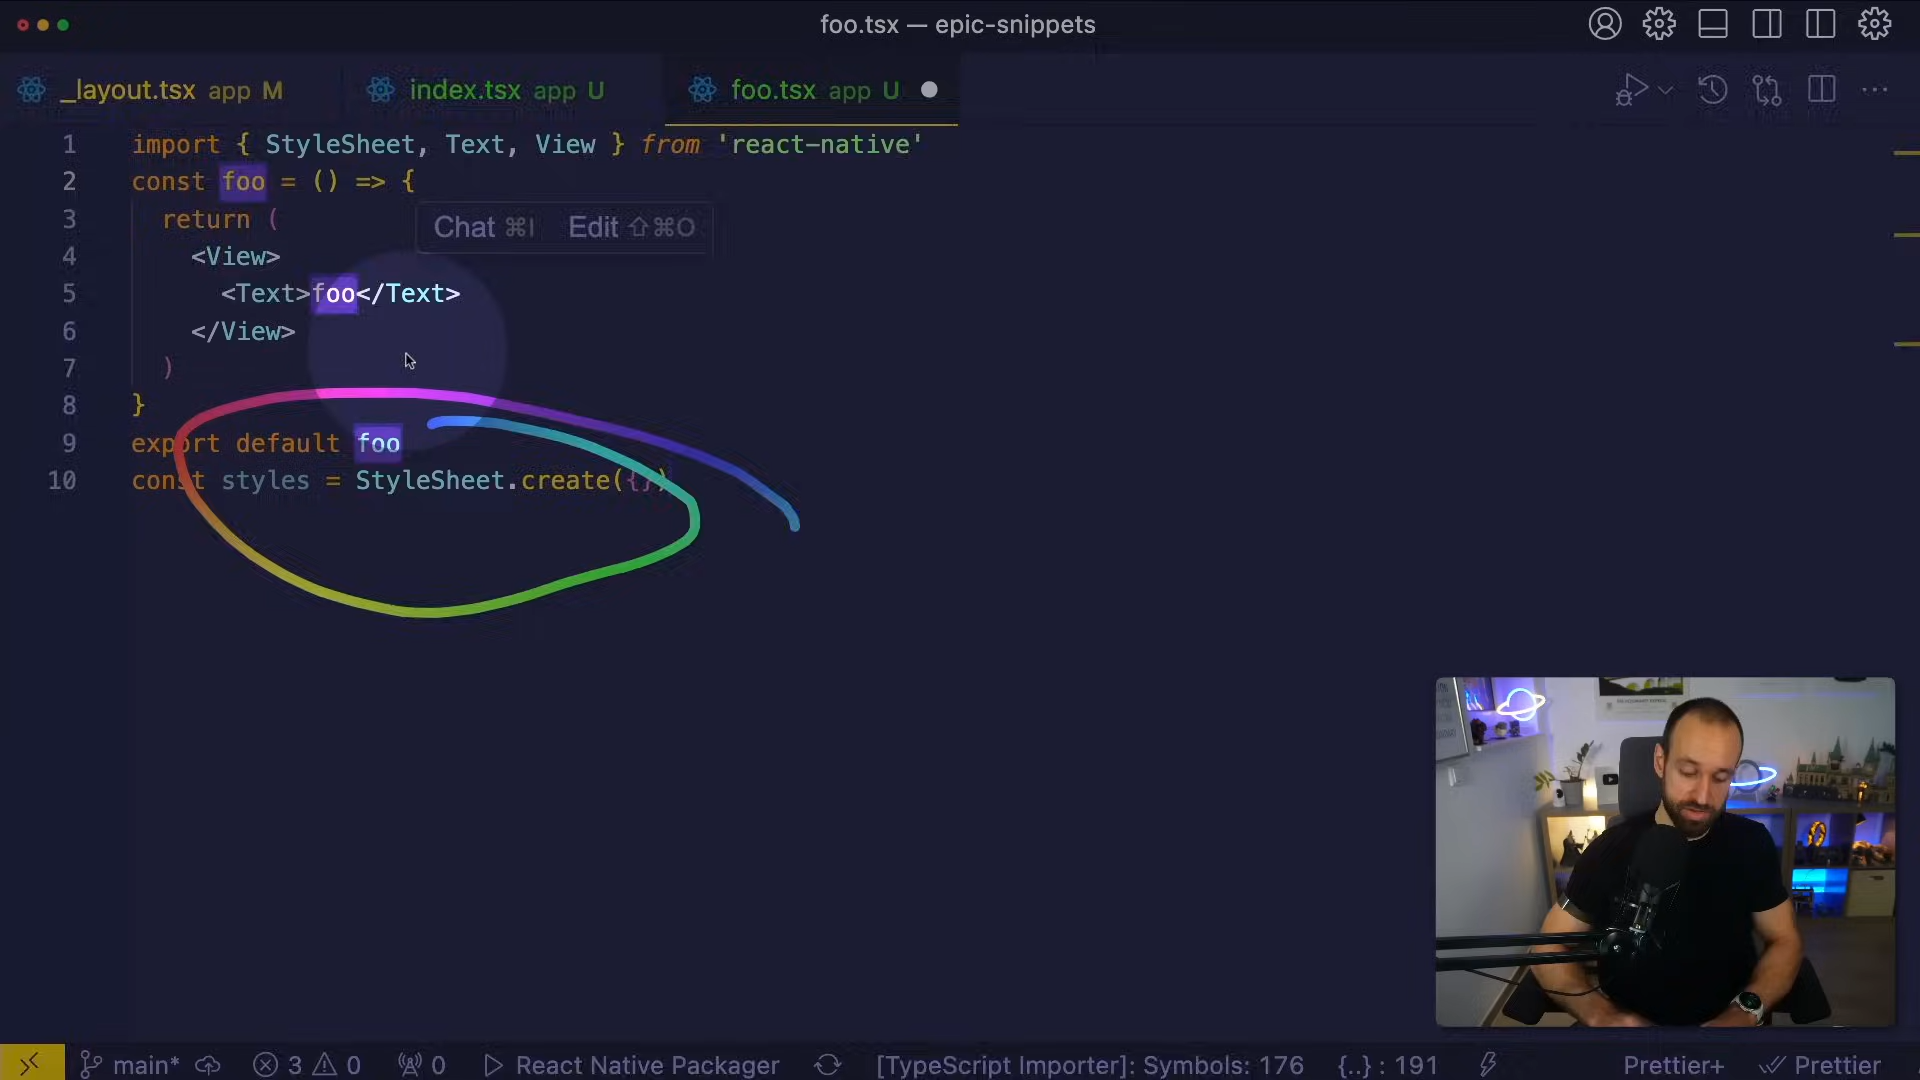 foo.tsx — epic-snippets
_layout.tsx app M
index.tsx app U
foo.tsx app U
1 import { StyleSheet, Text, View } from 'react-native'
2 const foo = () => {
3 return (
Chat ⌘I Edit ⇧⌘O
4 <View>
5 <Text>foo</Text>
6 </View>
7 )
8 }
9 export default foo
10 const styles = StyleSheet.create({})
main* 3 0 0 React Native Packager [TypeScript Importer]: Symbols: 176 {..} : 191 Prettier+ Prettier